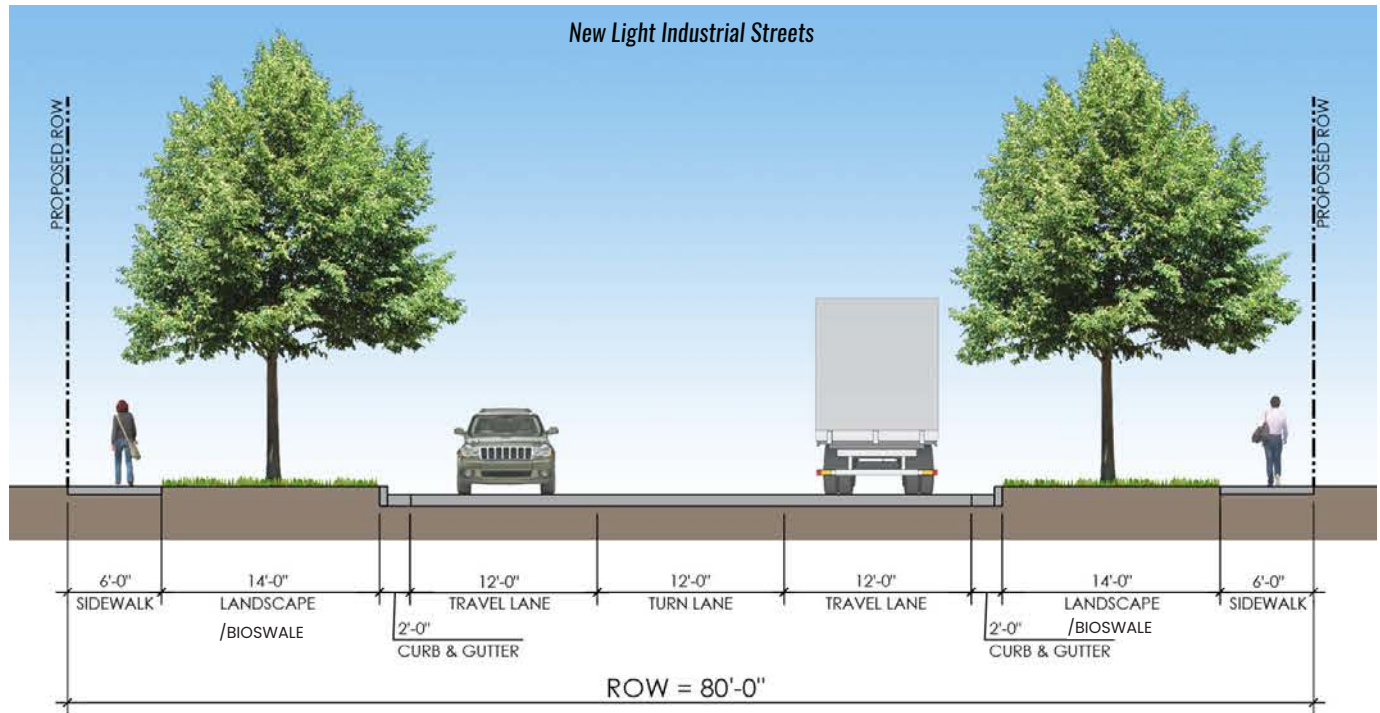 New Light Industrial Streets
PROPOSED ROW
PROPOSED ROW
6'-0"
SIDEWALK
14'-0"
LANDSCAPE
/BIOSWALE
2'-0"
CURB & GUTTER
12'-0"
TRAVEL LANE
12'-0"
TURN LANE
12'-0"
TRAVEL LANE
2'-0"
CURB & GUTTER
14'-0"
LANDSCAPE
/BIOSWALE
6'-0"
SIDEWALK
ROW = 80'-0"